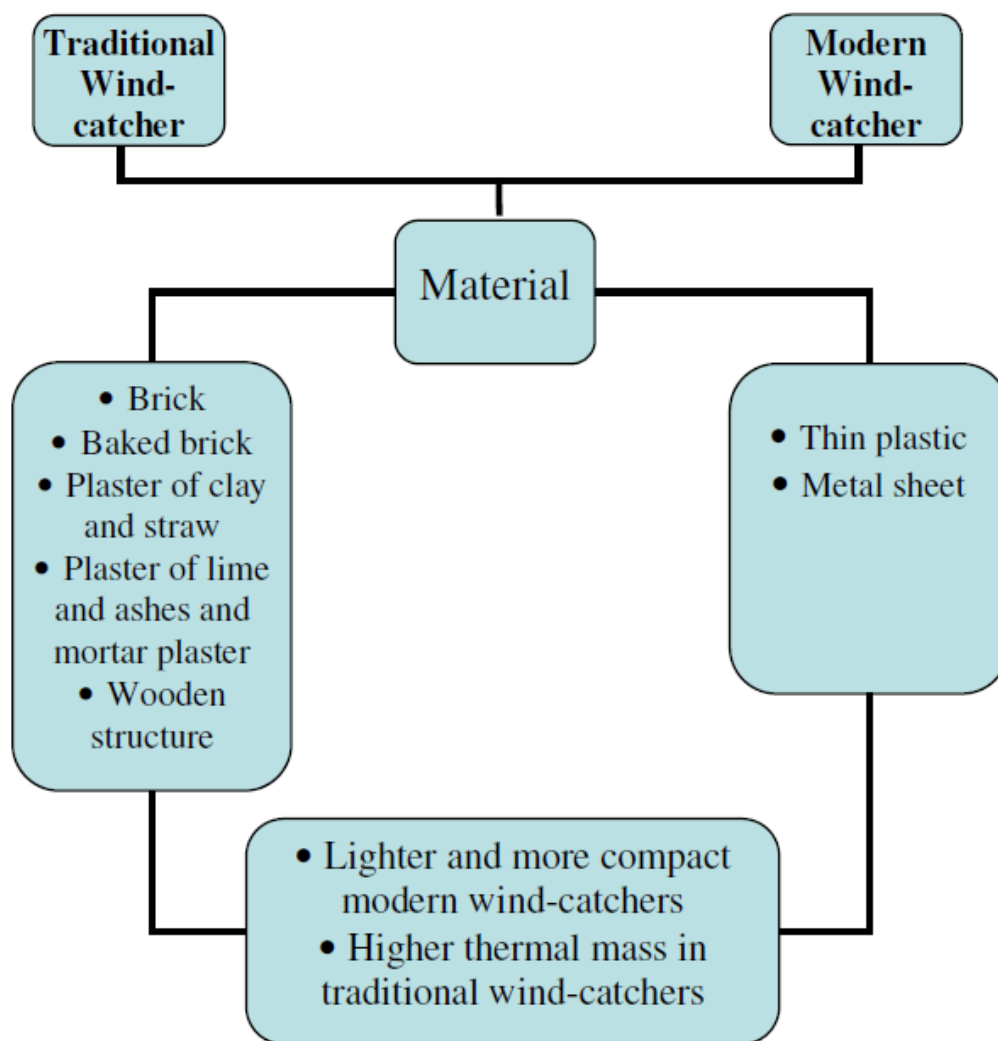 Traditional
Wind-
catcher
Modern
Wind-
catcher
Material
• Brick
• Baked brick
• Plaster of clay
and straw
• Plaster of lime
and ashes and
mortar plaster
• Wooden
structure
• Thin plastic
• Metal sheet
• Lighter and more compact
modern wind-catchers
• Higher thermal mass in
traditional wind-catchers